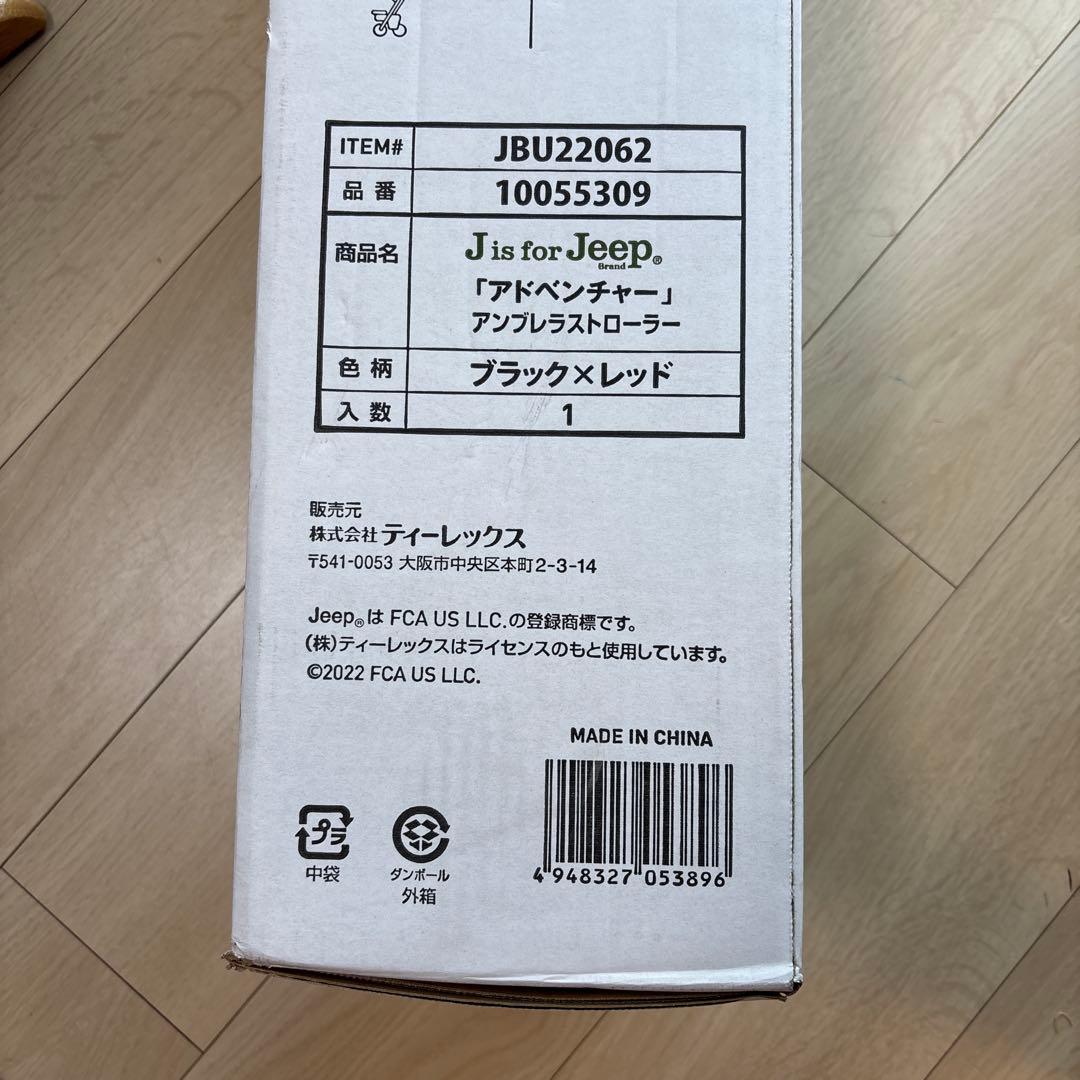 ITEM# JBU22062
品番 10055309
商品名 J is for Jeep®
Brand
「アドベンチャー」
アンブレラストローラー
色柄 ブラック×レッド
入数 1
販売元
株式会社ティーレックス
〒541-0053 大阪市中央区本町2-3-14
Jeep®は FCA US LLC.の登録商標です。
(株)ティーレックスはライセンスのもと使用しています。
©2022 FCA US LLC.
MADE IN CHINA
プラ
中袋
ダンボール
外箱
4 948327 053896